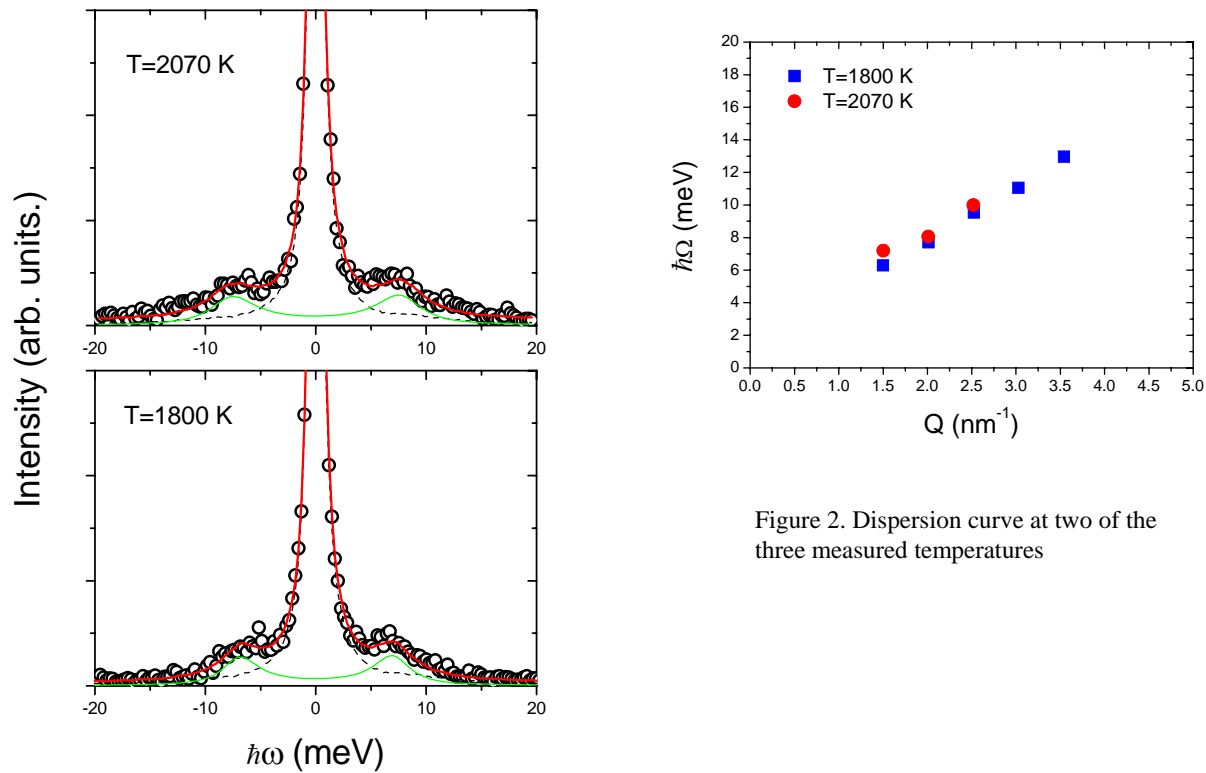 T=2070 K
-20 -10 0 10 20
T=1800 K
-20 -10 0 10 20
Intensity (arb. units.)
ħω (meV)
20
18
16
14
12
10
8
6
4
2
0
T=1800 K
T=2070 K
ħΩ (meV)
0.0 0.5 1.0 1.5 2.0 2.5 3.0 3.5 4.0 4.5 5.0
Q (nm⁻¹)
Figure 2. Dispersion curve at two of the
three measured temperatures